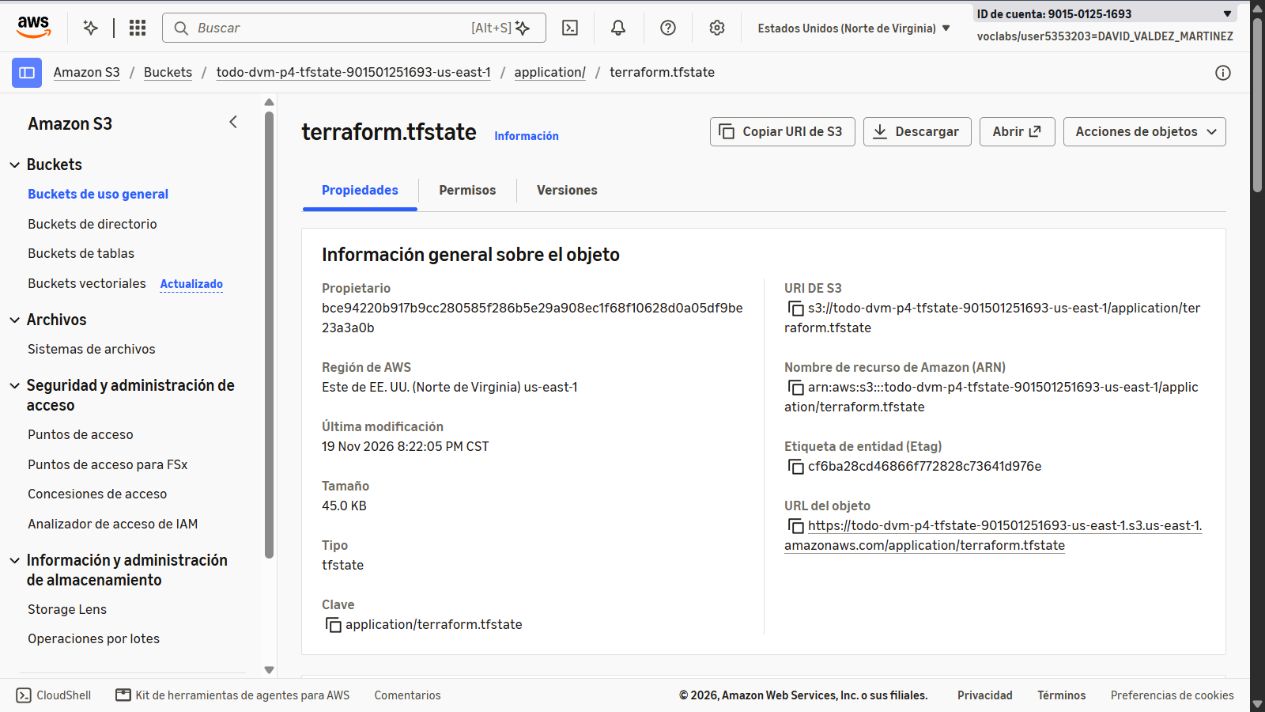 aws
Buscar
[Alt+S]
Estados Unidos (Norte de Virginia) ▼
ID de cuenta: 9015-0125-1693
voclabs/user5353203=DAVID_VALDEZ_MARTINEZ
Amazon S3 / Buckets / todo-dvm-p4-tfstate-901501251693-us-east-1 / application/ / terraform.tfstate
Amazon S3
Buckets
Buckets de uso general
Buckets de directorio
Buckets de tablas
Buckets vectoriales Actualizado
Archivos
Sistemas de archivos
Seguridad y administración de
acceso
Puntos de acceso
Puntos de acceso para FSx
Concesiones de acceso
Analizador de acceso de IAM
Información y administración
de almacenamiento
Storage Lens
Operaciones por lotes
terraform.tfstate Información
Copiar URI de S3
Descargar
Abrir
Acciones de objetos
Propiedades
Permisos
Versiones
Información general sobre el objeto
Propietario
bce94220b917b9cc280585f286b5e29a908ec1f68f10628d0a05df9be
23a3a0b
Región de AWS
Este de EE. UU. (Norte de Virginia) us-east-1
Última modificación
19 Nov 2026 8:22:05 PM CST
Tamaño
45.0 KB
Tipo
tfstate
Clave
application/terraform.tfstate
URI DE S3
s3://todo-dvm-p4-tfstate-901501251693-us-east-1/application/ter
raform.tfstate
Nombre de recurso de Amazon (ARN)
arn:aws:s3:::todo-dvm-p4-tfstate-901501251693-us-east-1/applic
ation/terraform.tfstate
Etiqueta de entidad (Etag)
cf6ba28cd46866f772828c73641d976e
URL del objeto
https://todo-dvm-p4-tfstate-901501251693-us-east-1.s3.us-east-1.
amazonaws.com/application/terraform.tfstate
CloudShell
Kit de herramientas de agentes para AWS
Comentarios
© 2026, Amazon Web Services, Inc. o sus filiales.
Privacidad
Términos
Preferencias de cookies